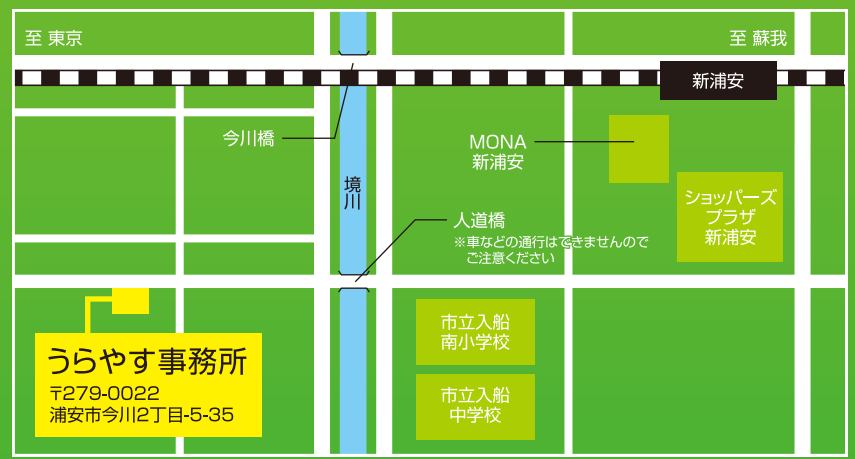 至 東京
至 蘇我
新浦安
今川橋
MONA
新浦安
境川
ショッパーズ
プラザ
新浦安
人道橋
※車などの通行はできませんので
ご注意ください
市立入船
南小学校
市立入船
中学校
うらやす事務所
〒279-0022
浦安市今川2丁目-5-35